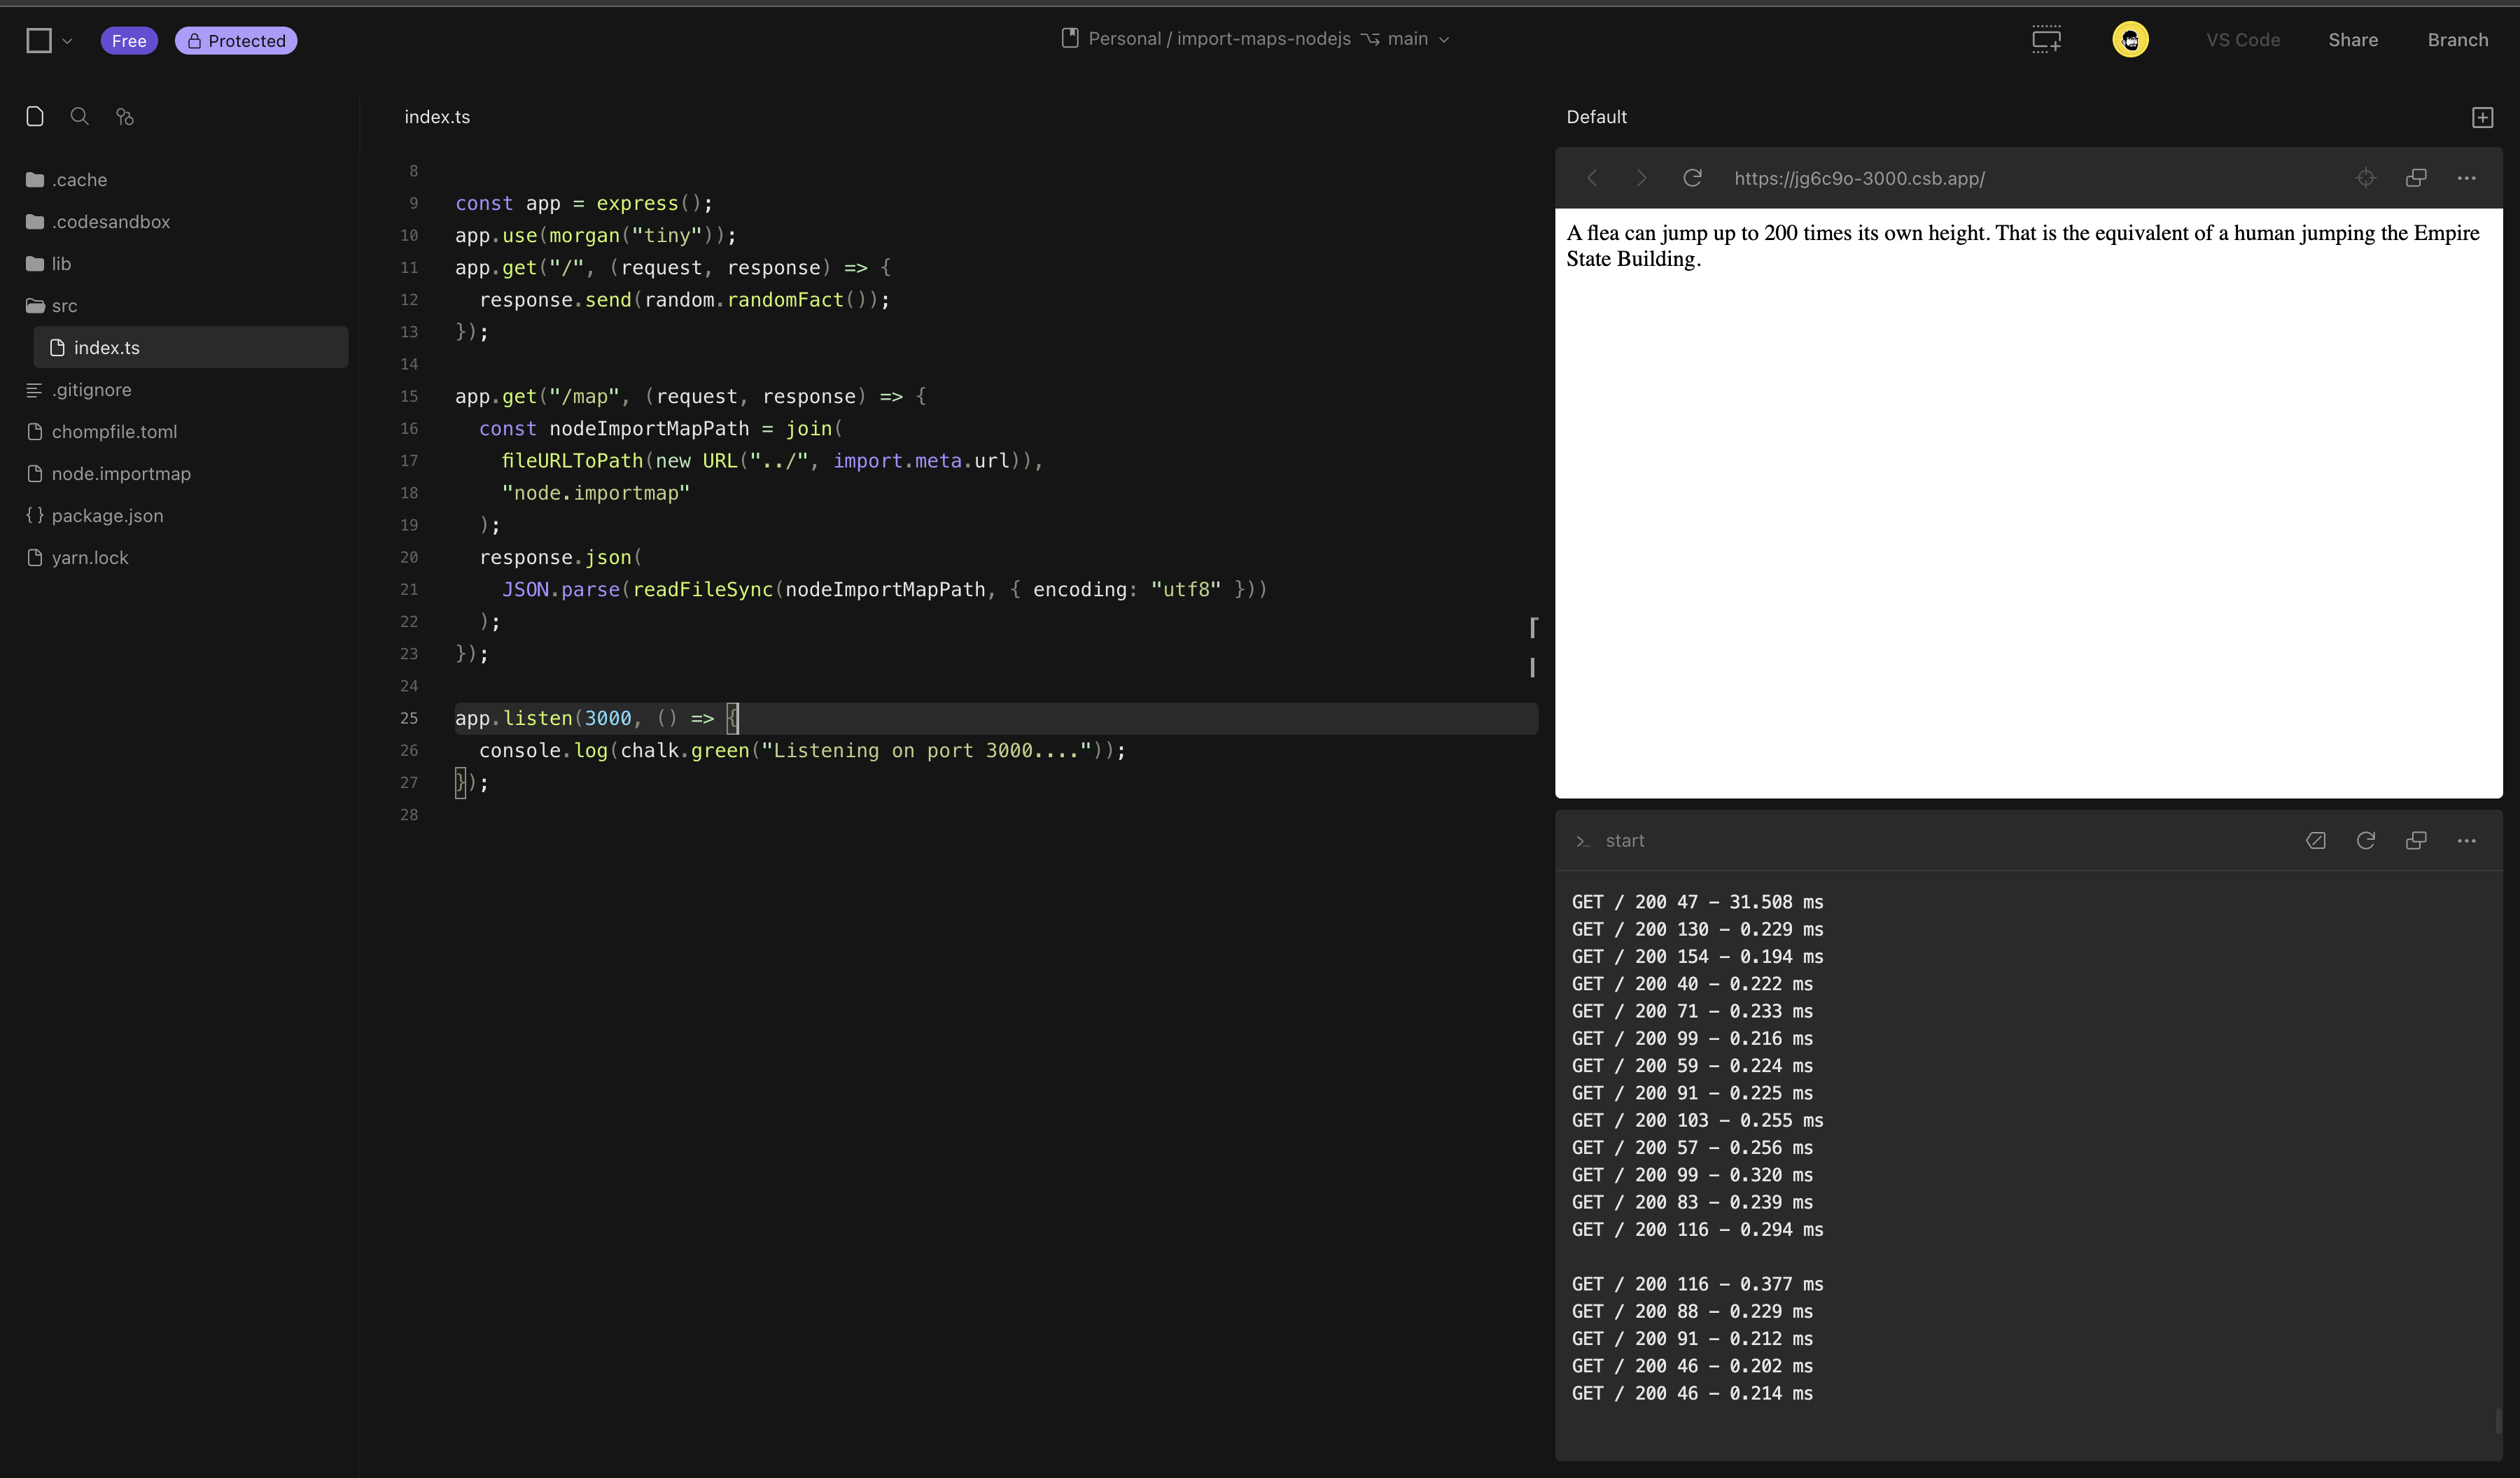 Free
Protected
Personal / import-maps-nodejs main
VS Code
Share
Branch
.cache
.codesandbox
lib
src
index.ts
.gitignore
chompfile.toml
node.importmap
{} package.json
yarn.lock
index.ts
8
9 const app = express();
10 app.use(morgan("tiny"));
11 app.get("/", (request, response) => {
12   response.send(random.randomFact());
13 });
14
15 app.get("/map", (request, response) => {
16   const nodeImportMapPath = join(
17     fileURLToPath(new URL("../", import.meta.url)),
18     "node.importmap"
19   );
20   response.json(
21     JSON.parse(readFileSync(nodeImportMapPath, { encoding: "utf8" }))
22   );
23 });
24
25 app.listen(3000, () => {
26   console.log(chalk.green("Listening on port 3000...."));
27 });
28
Default
https://jg6c9o-3000.csb.app/
A flea can jump up to 200 times its own height. That is the equivalent of a human jumping the Empire
State Building.
>_ start
GET / 200 47 - 31.508 ms
GET / 200 130 - 0.229 ms
GET / 200 154 - 0.194 ms
GET / 200 40 - 0.222 ms
GET / 200 71 - 0.233 ms
GET / 200 99 - 0.216 ms
GET / 200 59 - 0.224 ms
GET / 200 91 - 0.225 ms
GET / 200 103 - 0.255 ms
GET / 200 57 - 0.256 ms
GET / 200 99 - 0.320 ms
GET / 200 83 - 0.239 ms
GET / 200 116 - 0.294 ms
GET / 200 116 - 0.377 ms
GET / 200 88 - 0.229 ms
GET / 200 91 - 0.212 ms
GET / 200 46 - 0.202 ms
GET / 200 46 - 0.214 ms